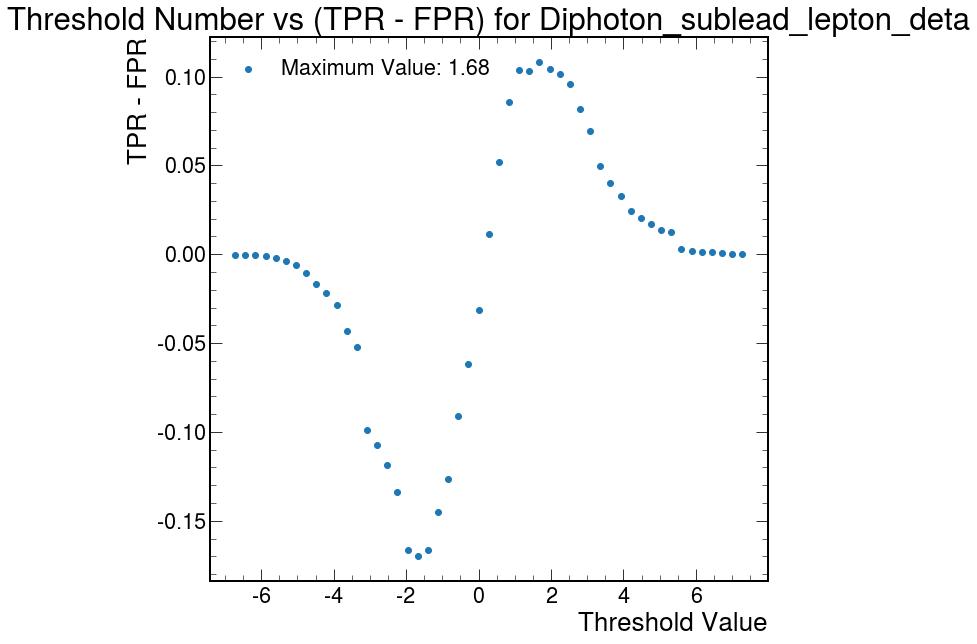 Threshold Number vs (TPR - FPR) for Diphoton_sublead_lepton_deta
TPR - FPR
Maximum Value: 1.68
0.10
0.05
0.00
-0.05
-0.10
-0.15
-6 -4 -2 0 2 4 6
Threshold Value